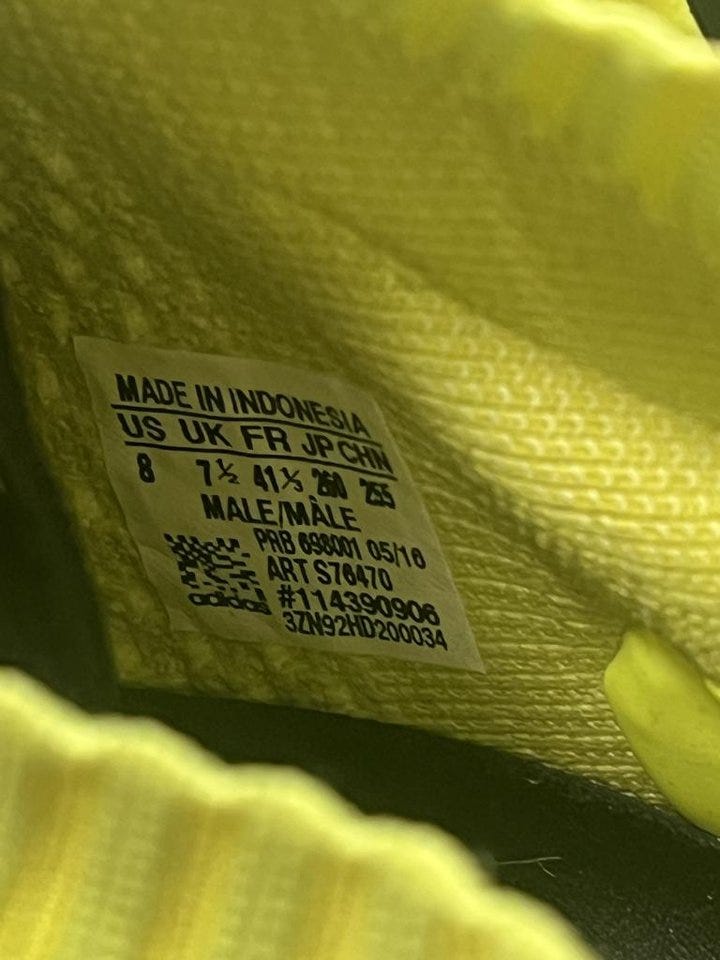 MADE IN INDONESIA
US UK FR JP CHN
8 7½ 41⅓ 260 255
MALE/MÂLE
PRB 698001 05/16
ART S76470
adidas #114390906
3ZN92HD200034